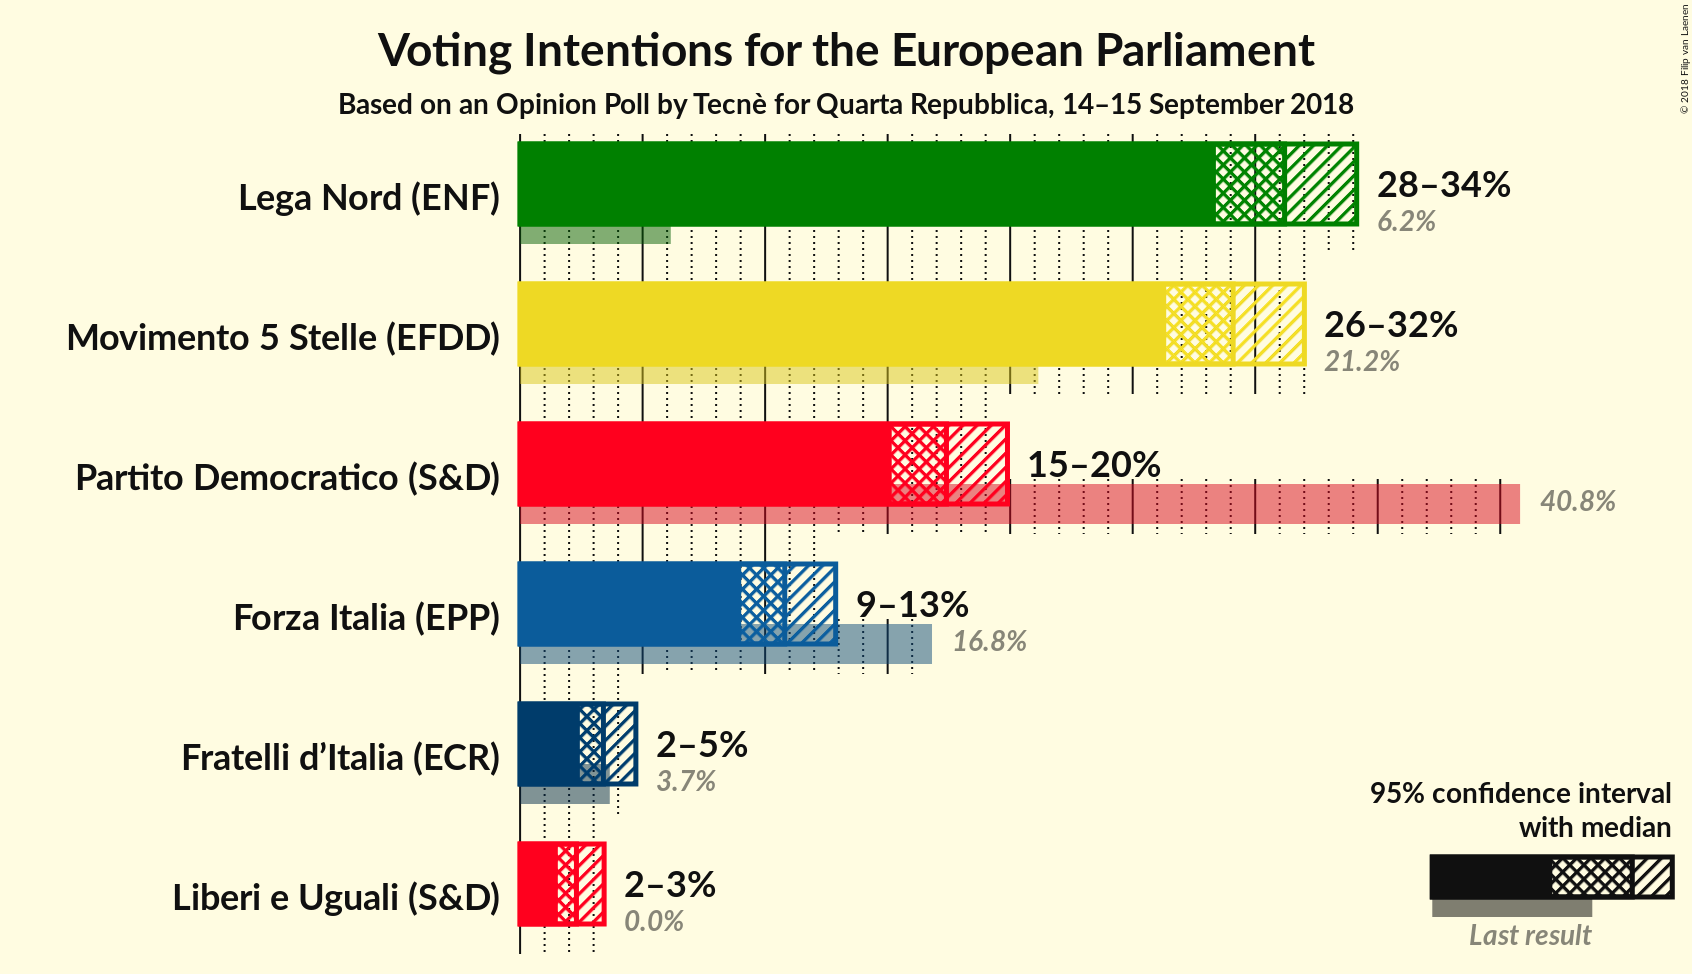 Voting Intentions for the European Parliament
Based on an Opinion Poll by Tecnè for Quarta Repubblica, 14–15 September 2018
© 2018 Filip van Laenen
Lega Nord (ENF)
28–34%
6.2%
Movimento 5 Stelle (EFDD)
26–32%
21.2%
Partito Democratico (S&D)
15–20%
40.8%
Forza Italia (EPP)
9–13%
16.8%
Fratelli d’Italia (ECR)
2–5%
3.7%
Liberi e Uguali (S&D)
2–3%
0.0%
95% confidence interval
with median
Last result